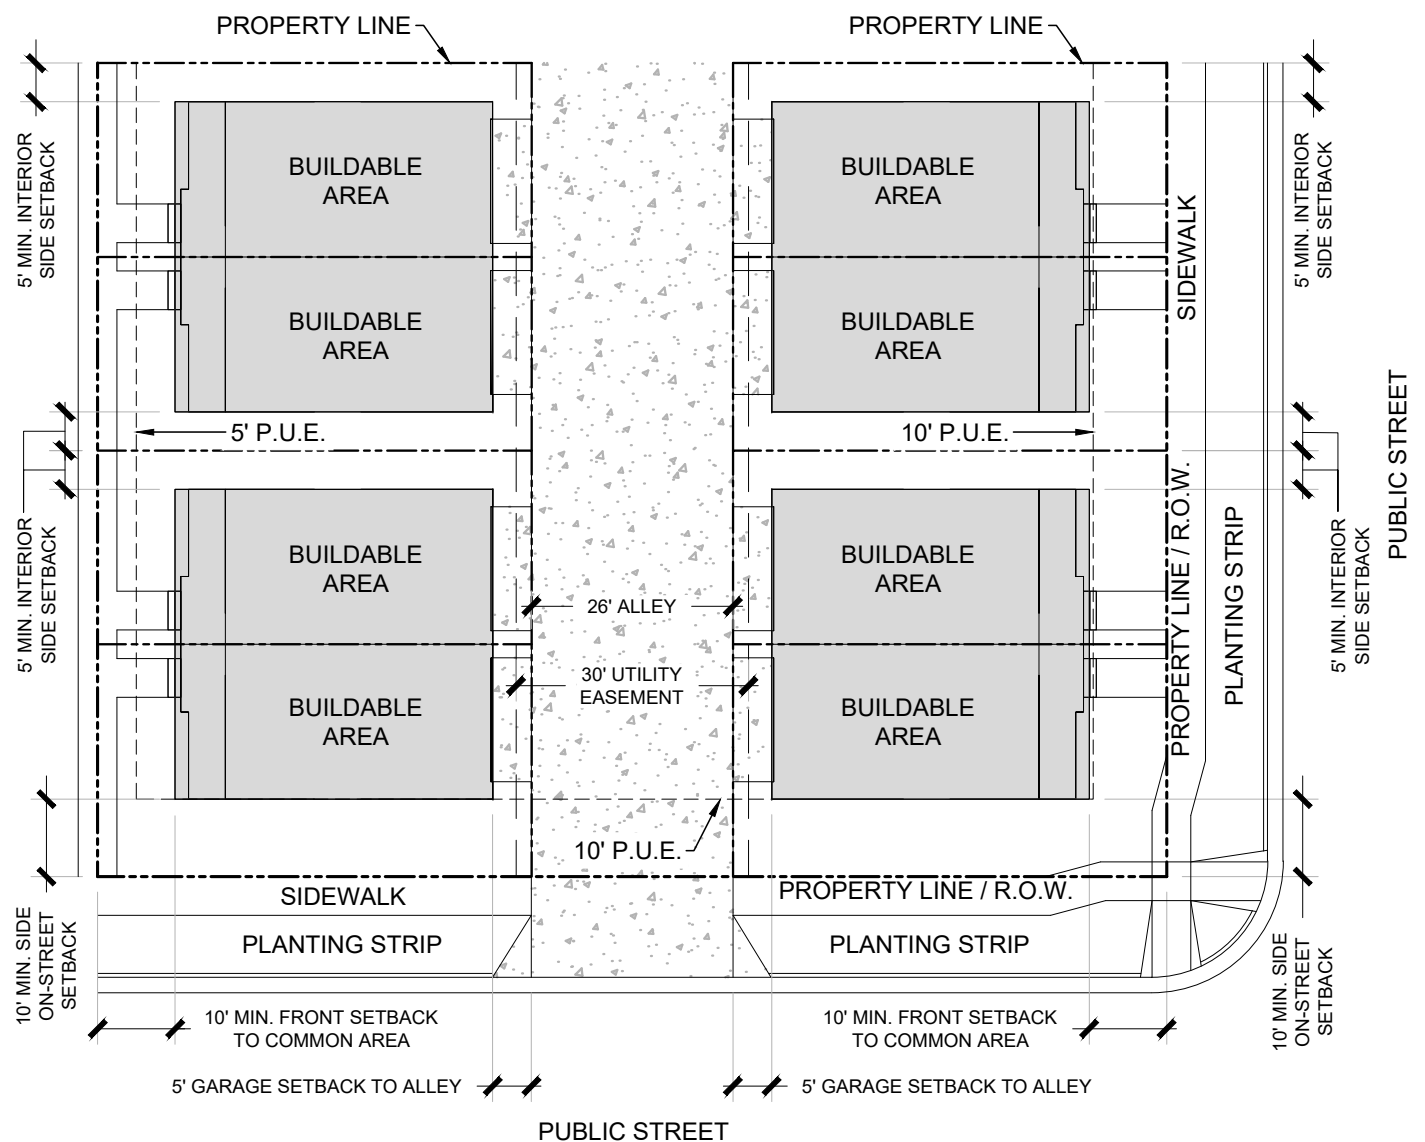 PROPERTY LINE
PROPERTY LINE
5' MIN. INTERIOR
SIDE SETBACK
BUILDABLE
AREA
BUILDABLE
AREA
5' MIN. INTERIOR
SIDE SETBACK
SIDEWALK
BUILDABLE
AREA
BUILDABLE
AREA
PUBLIC STREET
5' P.U.E.
10' P.U.E.
5' MIN. INTERIOR
SIDE SETBACK
BUILDABLE
AREA
BUILDABLE
AREA
PROPERTY LINE / R.O.W.
PLANTING STRIP
5' MIN. INTERIOR
SIDE SETBACK
26' ALLEY
30' UTILITY
EASEMENT
BUILDABLE
AREA
BUILDABLE
AREA
10' P.U.E.
SIDEWALK
PROPERTY LINE / R.O.W.
PLANTING STRIP
PLANTING STRIP
10' MIN. SIDE
ON-STREET
SETBACK
10' MIN. SIDE
ON-STREET
SETBACK
10' MIN. FRONT SETBACK
TO COMMON AREA
10' MIN. FRONT SETBACK
TO COMMON AREA
5' GARAGE SETBACK TO ALLEY
5' GARAGE SETBACK TO ALLEY
PUBLIC STREET